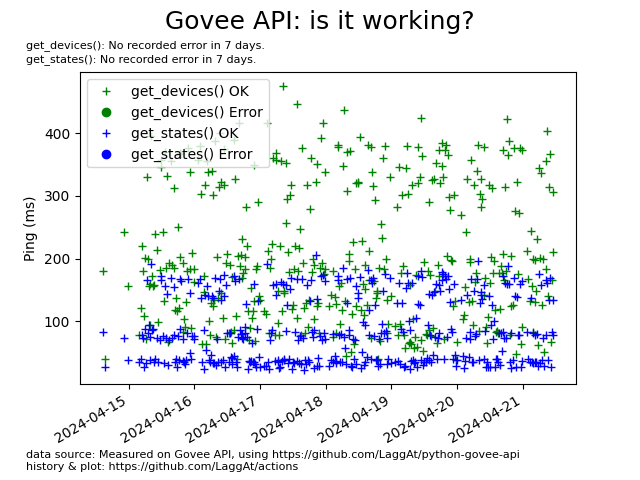 Govee API: is it working?
get_devices(): No recorded error in 7 days.
get_states(): No recorded error in 7 days.
get_devices() OK
get_devices() Error
get_states() OK
get_states() Error
Ping (ms)
400
300
200
100
2024-04-15
2024-04-16
2024-04-17
2024-04-18
2024-04-19
2024-04-20
2024-04-21
data source: Measured on Govee API, using https://github.com/LaggAt/python-govee-api
history & plot: https://github.com/LaggAt/actions